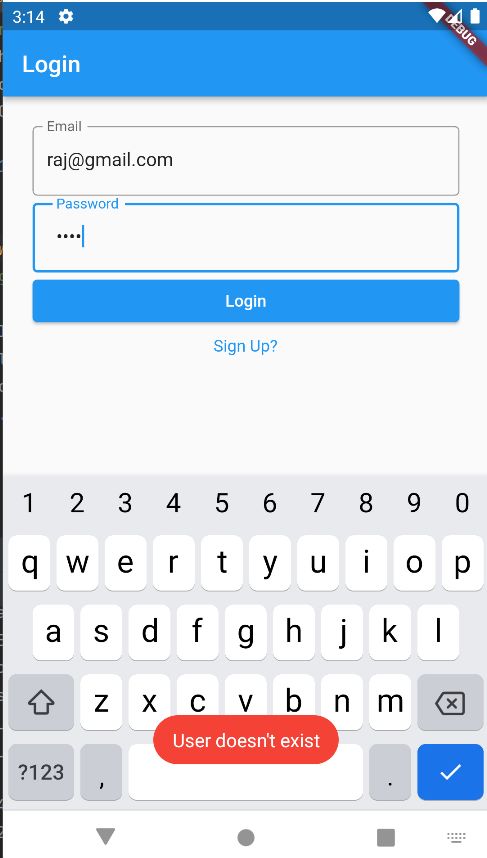 3:14
DEBUG
Login
Email
raj@gmail.com
Password
••••
Login
Sign Up?
1 2 3 4 5 6 7 8 9 0
q w e r t y u i o p
a s d f g h j k l
z x c v b n m
User doesn't exist
?123 , .